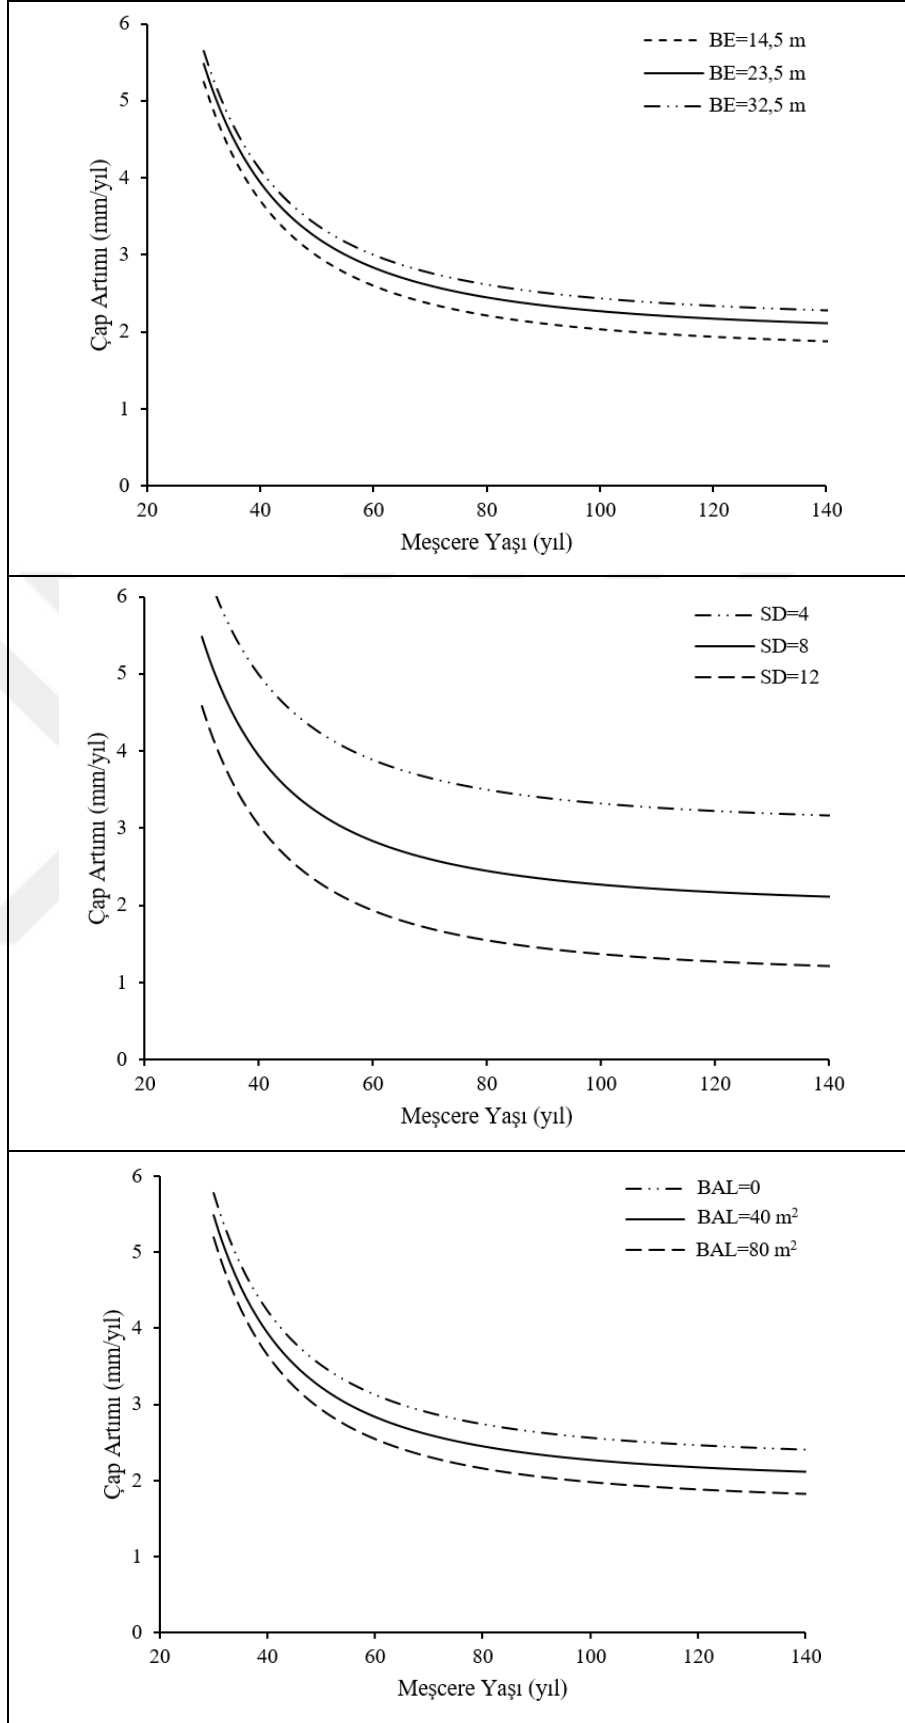 6
5
4
3
2
1
0
Çap Artımı (mm/yıl)
BE=14,5 m
BE=23,5 m
BE=32,5 m
20 40 60 80 100 120 140
Meşcere Yaşı (yıl)
6
5
4
3
2
1
0
Çap Artımı (mm/yıl)
SD=4
SD=8
SD=12
20 40 60 80 100 120 140
Meşcere Yaşı (yıl)
6
5
4
3
2
1
0
Çap Artımı (mm/yıl)
BAL=0
BAL=40 m²
BAL=80 m²
20 40 60 80 100 120 140
Meşcere Yaşı (yıl)